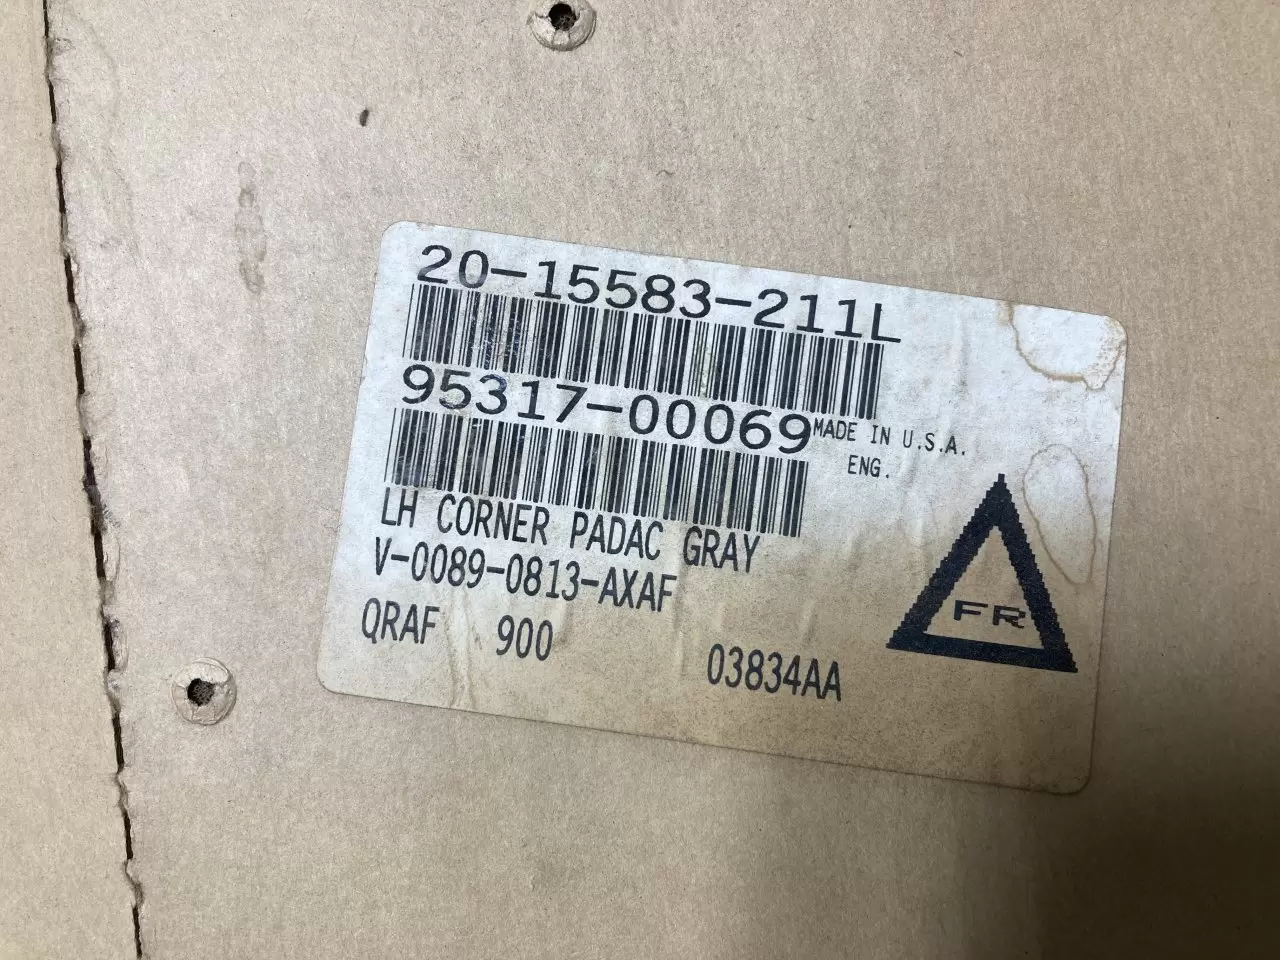 20-15583-211L
95317-00069
MADE IN U.S.A.
ENG.
LH CORNER PADAC GRAY
V-0089-0813-AXAF
QRAF 900
03834AA
FR